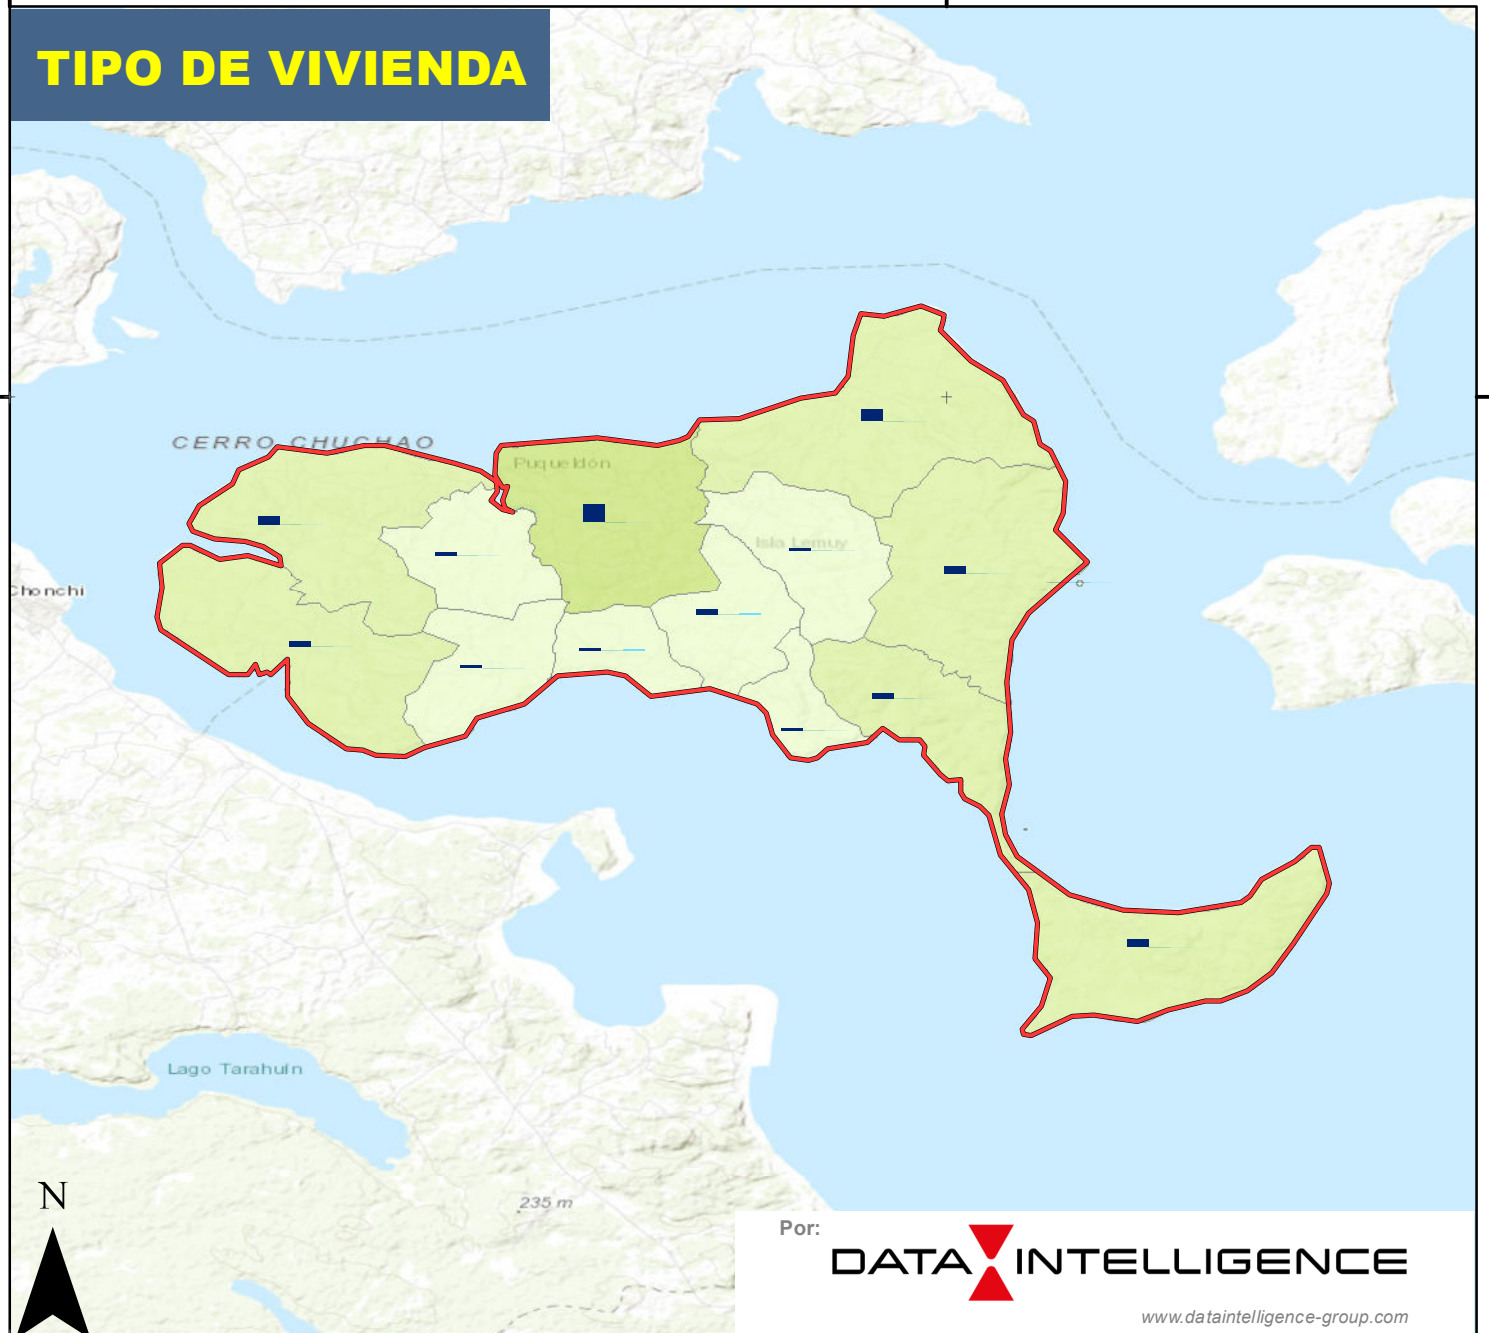 TIPO DE VIVIENDA
CERRO CHUCHAO
Puqueldón
Isla Lemuy
Chonchi
Lago Tarahuín
235 m
N
Por:
DATA INTELLIGENCE
www.dataintelligence-group.com